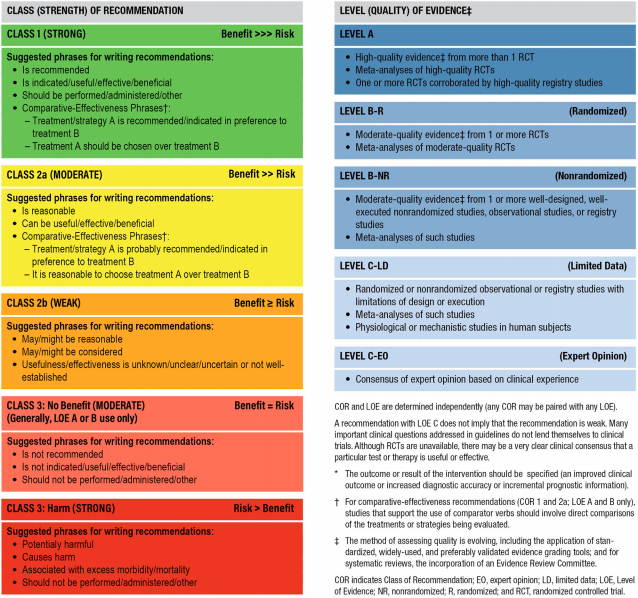 CLASS (STRENGTH) OF RECOMMENDATION
CLASS 1 (STRONG) Benefit >>> Risk
Suggested phrases for writing recommendations:
• Is recommended
• Is indicated/useful/effective/beneficial
• Should be performed/administered/other
• Comparative-Effectiveness Phrases†:
– Treatment/strategy A is recommended/indicated in preference to
treatment B
– Treatment A should be chosen over treatment B
CLASS 2a (MODERATE) Benefit >> Risk
Suggested phrases for writing recommendations:
• Is reasonable
• Can be useful/effective/beneficial
• Comparative-Effectiveness Phrases†:
– Treatment/strategy A is probably recommended/indicated in
preference to treatment B
– It is reasonable to choose treatment A over treatment B
CLASS 2b (WEAK) Benefit ≥ Risk
Suggested phrases for writing recommendations:
• May/might be reasonable
• May/might be considered
• Usefulness/effectiveness is unknown/unclear/uncertain or not well-
established
CLASS 3: No Benefit (MODERATE) Benefit = Risk
(Generally, LOE A or B use only)
Suggested phrases for writing recommendations:
• Is not recommended
• Is not indicated/useful/effective/beneficial
• Should not be performed/administered/other
CLASS 3: Harm (STRONG) Risk > Benefit
Suggested phrases for writing recommendations:
• Potentialy harmful
• Causes harm
• Associated with excess morbidity/mortality
• Should not be performed/administered/other
LEVEL (QUALITY) OF EVIDENCE‡
LEVEL A
• High-quality evidence‡ from more than 1 RCT
• Meta-analyses of high-quality RCTs
• One or more RCTs corroborated by high-quality registry studies
LEVEL B-R (Randomized)
• Moderate-quality evidence‡ from 1 or more RCTs
• Meta-analyses of moderate-quality RCTs
LEVEL B-NR (Nonrandomized)
• Moderate-quality evidence‡ from 1 or more well-designed, well-
executed nonrandomized studies, observational studies, or registry
studies
• Meta-analyses of such studies
LEVEL C-LD (Limited Data)
• Randomized or nonrandomized observational or registry studies with
limitations of design or execution
• Meta-analyses of such studies
• Physiological or mechanistic studies in human subjects
LEVEL C-EO (Expert Opinion)
• Consensus of expert opinion based on clinical experience
COR and LOE are determined independently (any COR may be paired with any LOE).
A recommendation with LOE C does not imply that the recommendation is weak. Many
important clinical questions addressed in guidelines do not lend themselves to clinical
trials. Although RCTs are unavailable, there may be a very clear clinical consensus that a
particular test or therapy is useful or effective.
* The outcome or result of the intervention should be specified (an improved clinical
outcome or increased diagnostic accuracy or incremental prognostic information).
† For comparative-effectiveness recommendations (COR 1 and 2a; LOE A and B only),
studies that support the use of comparator verbs should involve direct comparisons
of the treatments or strategies being evaluated.
‡ The method of assessing quality is evolving, including the application of stan-
dardized, widely-used, and preferably validated evidence grading tools; and for
systematic reviews, the incorporation of an Evidence Review Committee.
COR indicates Class of Recommendation; EO, expert opinion; LD, limited data; LOE, Level
of Evidence; NR, nonrandomized; R, randomized; and RCT, randomized controlled trial.